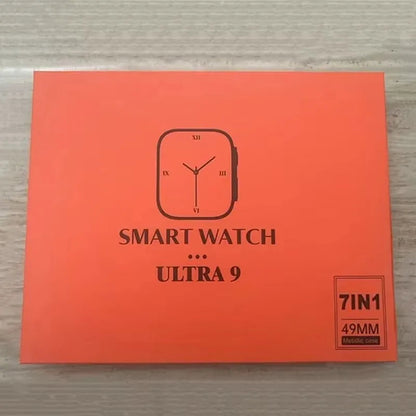 XII
IX III
VI
SMART WATCH
ULTRA 9
7IN1
49MM
Metallic case